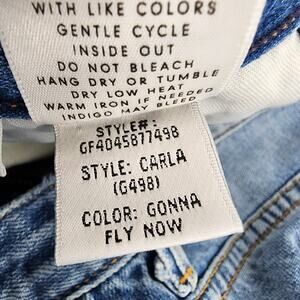 WITH LIKE COLORS
GENTLE CYCLE
INSIDE OUT
DO NOT BLEACH
HANG DRY OR TUMBLE
DRY LOW HEAT
WARM IRON IF NEEDED
INDIGO MAY BLEED
STYLE#:
GF4045877498
STYLE: CARLA
(G498)
COLOR: GONNA
FLY NOW